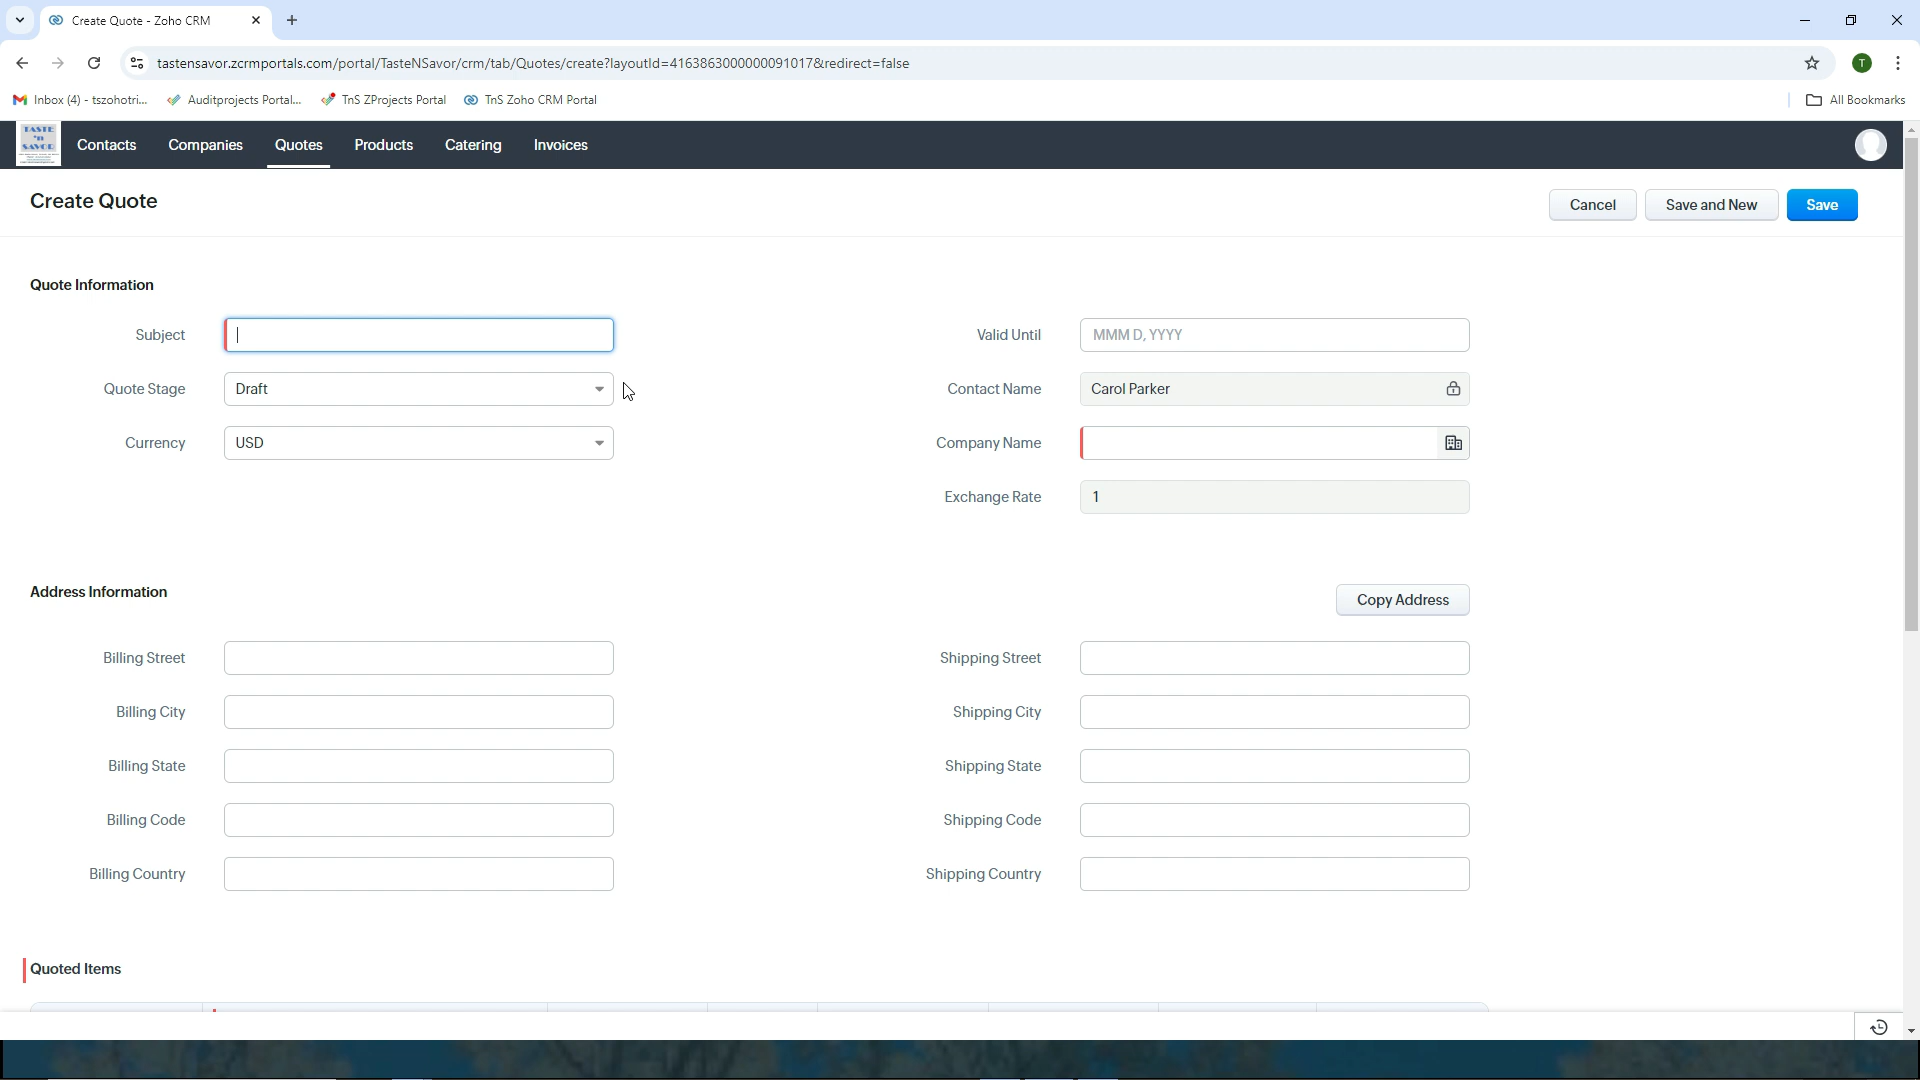 Create Quote - Zoho CRM
tastensavor.zcrmportals.com/portal/TasteNSavor/crm/tab/Quotes/create?layoutId=4163863000000091017&redirect=false
T
Inbox (4) - tszohotri... Auditprojects Portal... TnS ZProjects Portal TnS Zoho CRM Portal All Bookmarks
TASTE
'n
SAVOR
Contacts Companies Quotes Products Catering Invoices
Create Quote Cancel Save and New Save
Quote Information
Subject Valid Until MMM D, YYYY
Quote Stage Draft Contact Name Carol Parker
Currency USD Company Name
Exchange Rate 1
Address Information Copy Address
Billing Street Shipping Street
Billing City Shipping City
Billing State Shipping State
Billing Code Shipping Code
Billing Country Shipping Country
Quoted Items